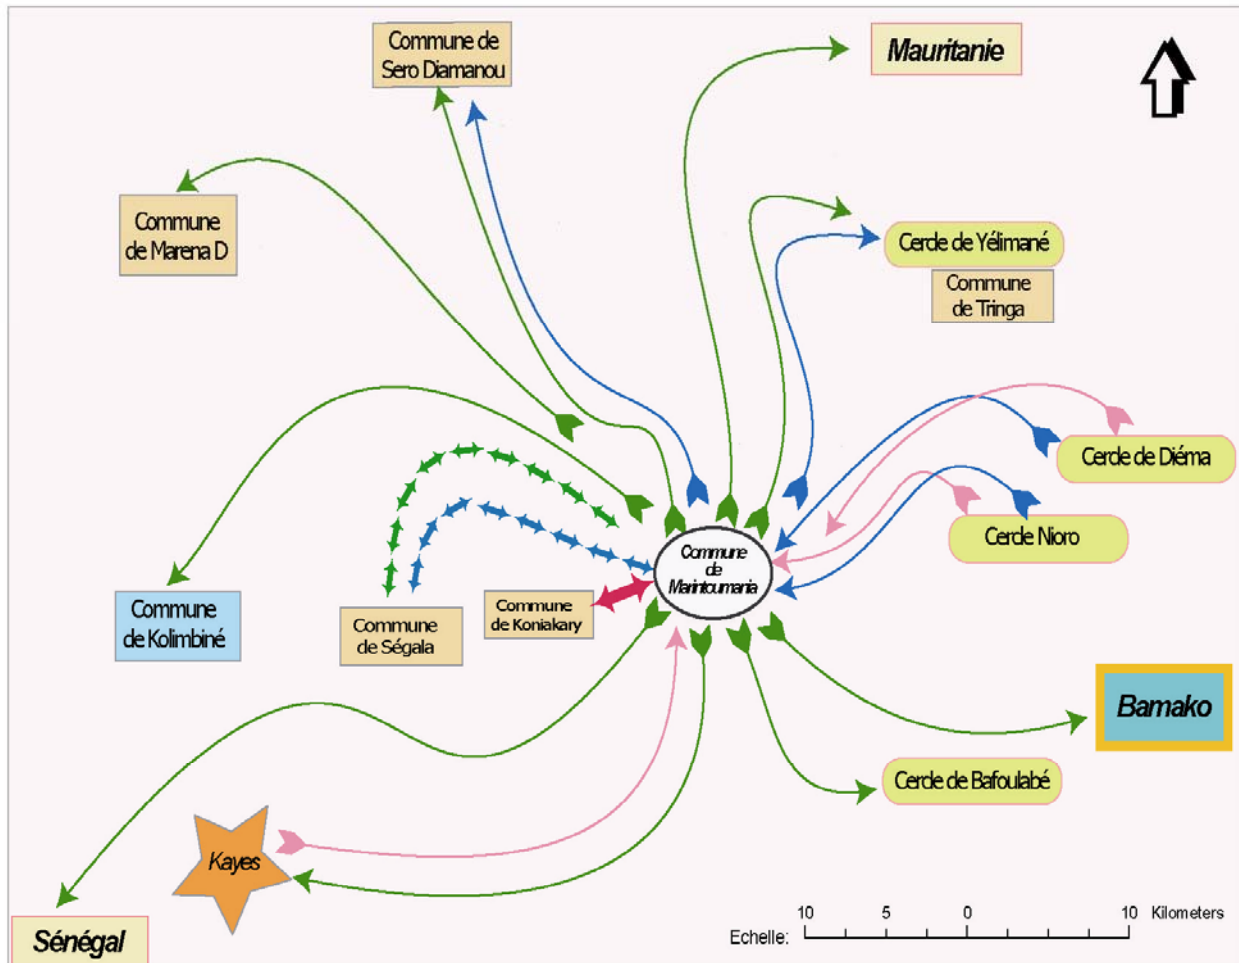 Commune de
Sero Diamanou
Mauritanie
Commune
de Marena D
Cercle de Yélimané
Commune
de Tringa
Cercle de Diéma
Cercle Nioro
Commune
de
Marintoumania
Commune
de Kolimbiné
Commune
de Ségala
Commune
de Koniakary
Bamako
Cercle de Bafoulabé
Kayes
Sénégal
10 5 0 10 Kilometers
Echelle: